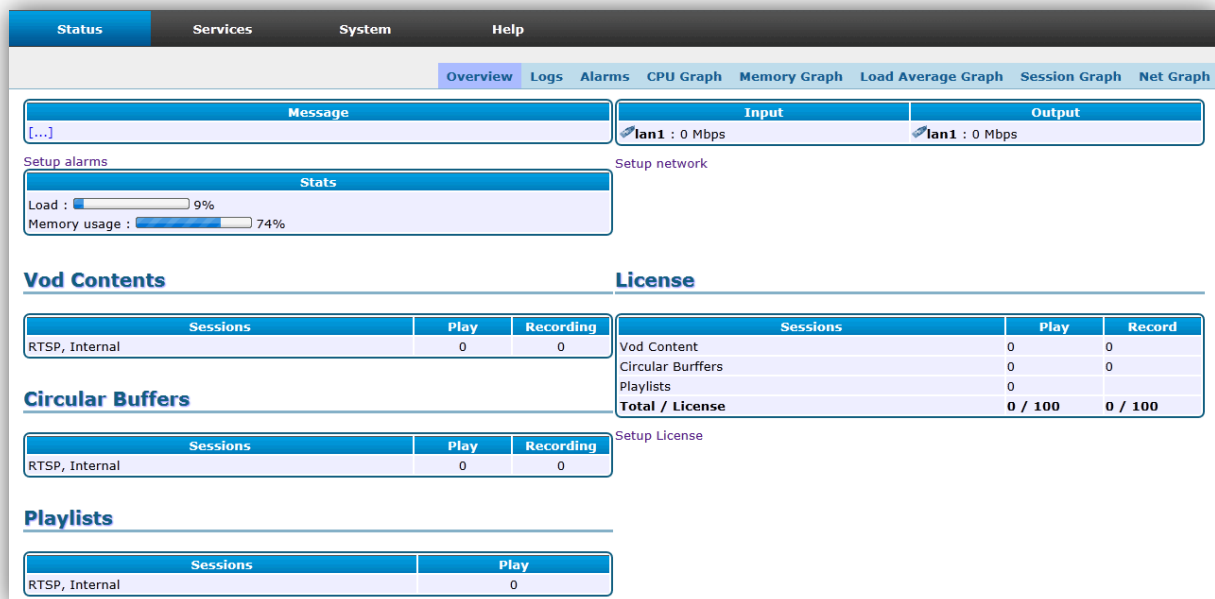 Status Services System Help
Overview Logs Alarms CPU Graph Memory Graph Load Average Graph Session Graph Net Graph
Message
[...]
Setup alarms
Stats
Load : 9%
Memory usage : 74%
Input Output
lan1 : 0 Mbps lan1 : 0 Mbps
Setup network
Vod Contents
Sessions Play Recording
RTSP, Internal 0 0
Circular Buffers
Sessions Play Recording
RTSP, Internal 0 0
Playlists
Sessions Play
RTSP, Internal 0
License
Sessions Play Record
Vod Content 0 0
Circular Burffers 0 0
Playlists 0
Total / License 0 / 100 0 / 100
Setup License